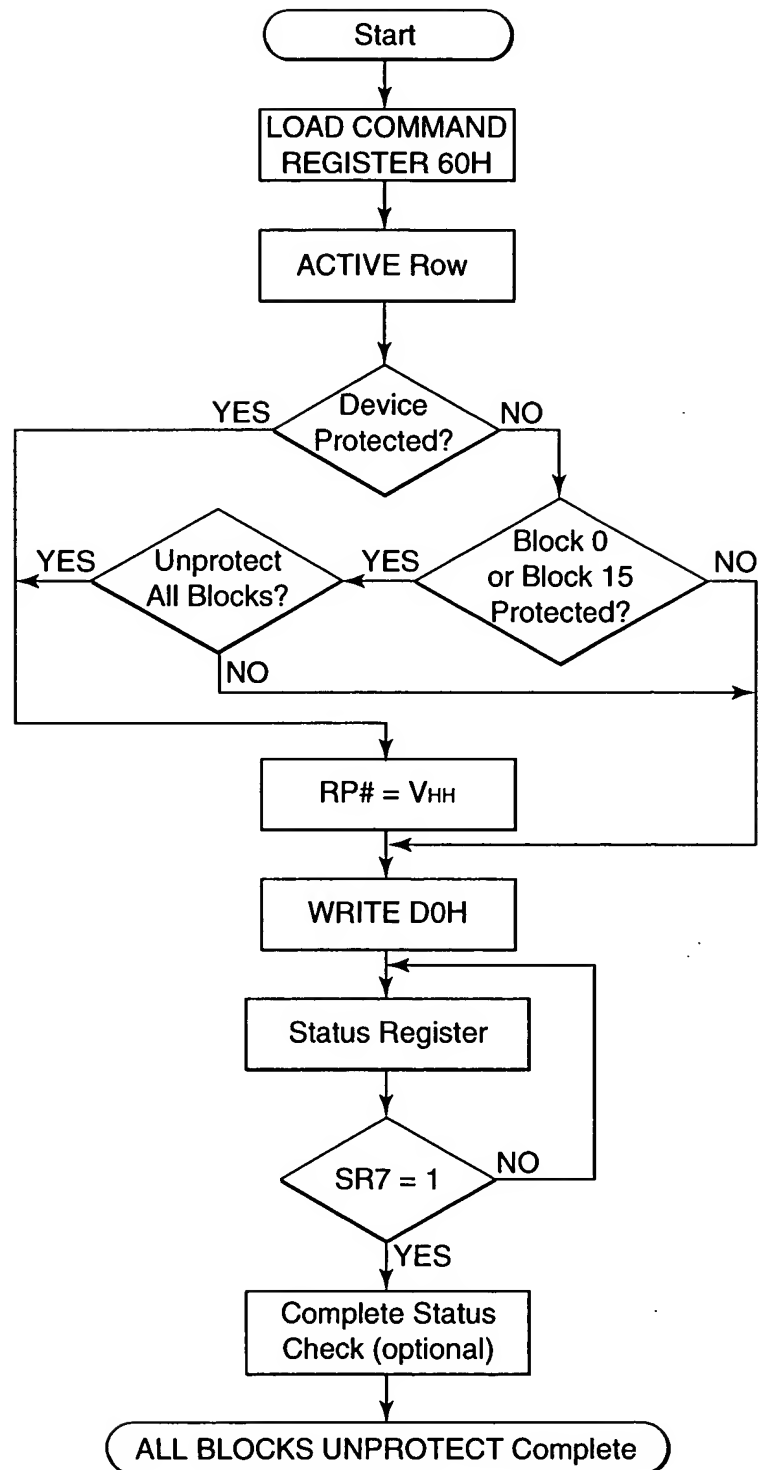 Start
LOAD COMMAND
REGISTER 60H
ACTIVE Row
YES
Device
Protected?
NO
YES
Unprotect
All Blocks?
YES
Block 0
or Block 15
Protected?
NO
NO
RP# = VHH
WRITE D0H
Status Register
SR7 = 1
NO
YES
Complete Status
Check (optional)
ALL BLOCKS UNPROTECT Complete